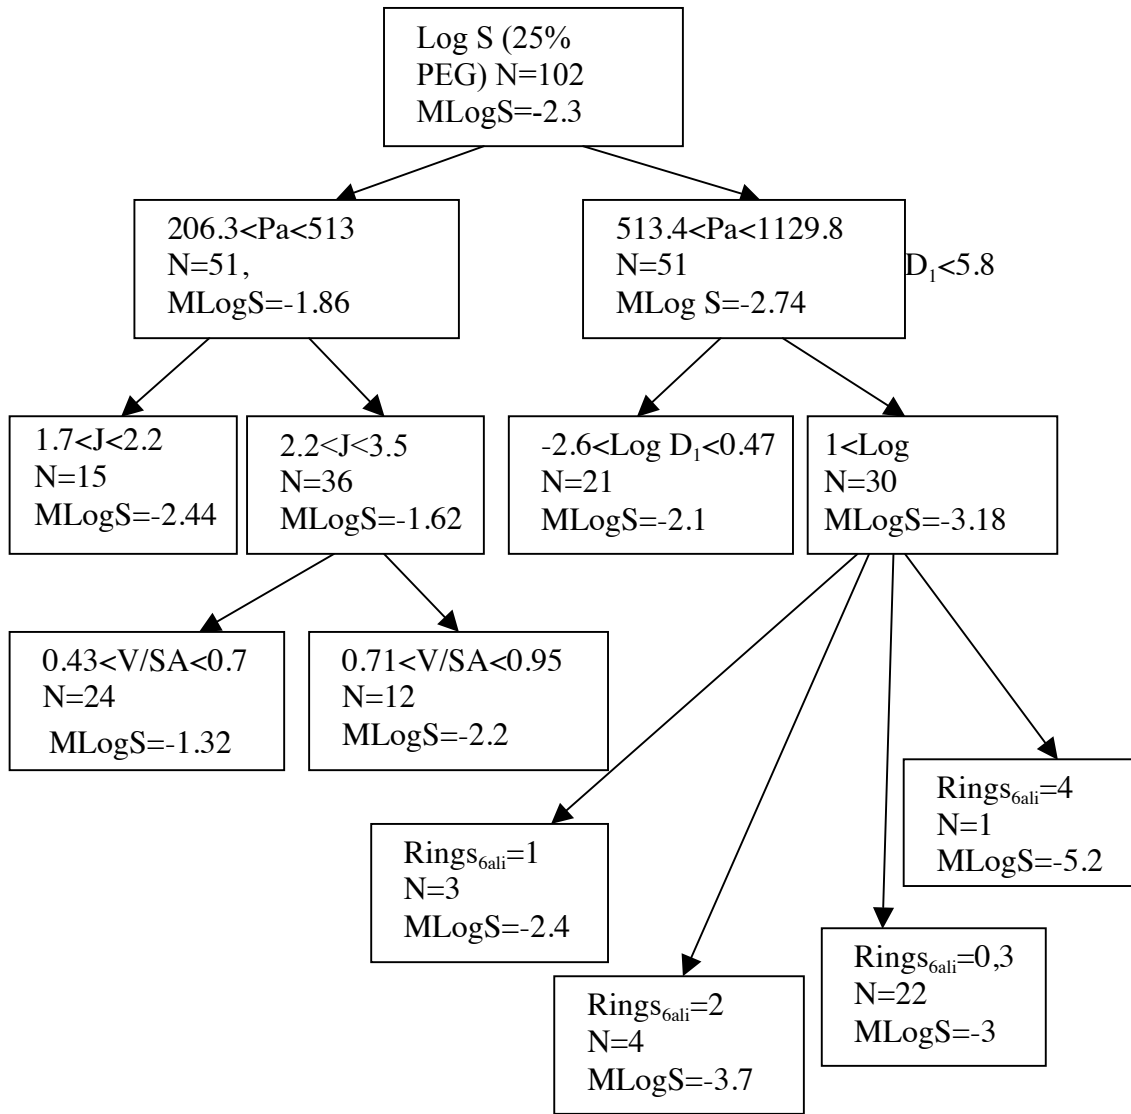 Log S (25%
PEG) N=102
MLogS=-2.3
206.3<Pa<513
N=51,
MLogS=-1.86
513.4<Pa<1129.8
N=51
MLog S=-2.74
D₁<5.8
1.7<J<2.2
N=15
MLogS=-2.44
2.2<J<3.5
N=36
MLogS=-1.62
-2.6<Log D₁<0.47
N=21
MLogS=-2.1
1<Log
N=30
MLogS=-3.18
0.43<V/SA<0.7
N=24
MLogS=-1.32
0.71<V/SA<0.95
N=12
MLogS=-2.2
Rings₆ali=1
N=3
MLogS=-2.4
Rings₆ali=2
N=4
MLogS=-3.7
Rings₆ali=0,3
N=22
MLogS=-3
Rings₆ali=4
N=1
MLogS=-5.2